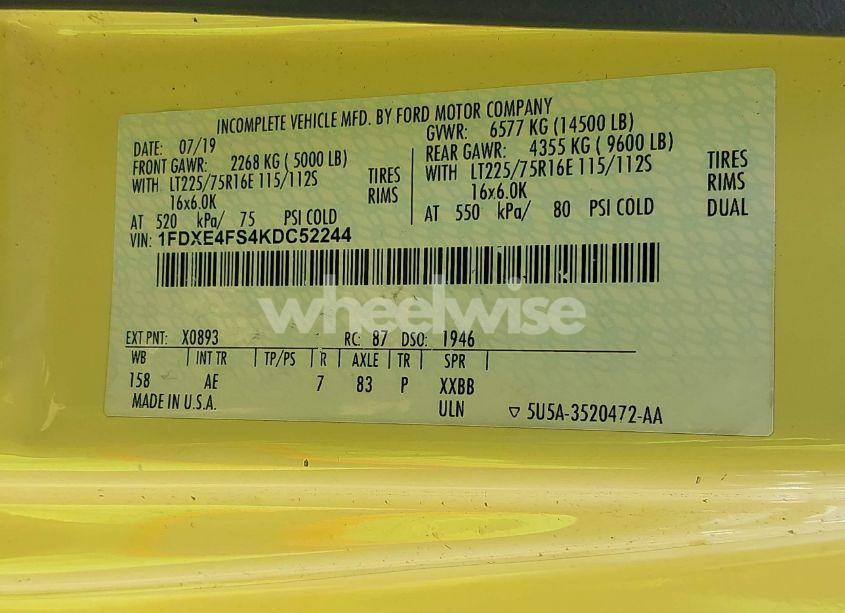 INCOMPLETE VEHICLE MFD. BY FORD MOTOR COMPANY
DATE: 07/19 GVWR: 6577 KG (14500 LB)
FRONT GAWR: 2268 KG ( 5000 LB) REAR GAWR: 4355 KG ( 9600 LB)
WITH LT225/75R16E 115/112S TIRES WITH LT225/75R16E 115/112S TIRES
16x6.0K RIMS 16x6.0K RIMS
AT 520 kPa/ 75 PSI COLD AT 550 kPa/ 80 PSI COLD DUAL
VIN: 1FDXE4FS4KDC52244
wheelwise
EXT PNT: X0893 RC: 87 DSO: 1946
WB INT TR TP/PS R AXLE TR SPR
158 AE 7 83 P XXBB
MADE IN U.S.A. ULN ▽ 5U5A-3520472-AA